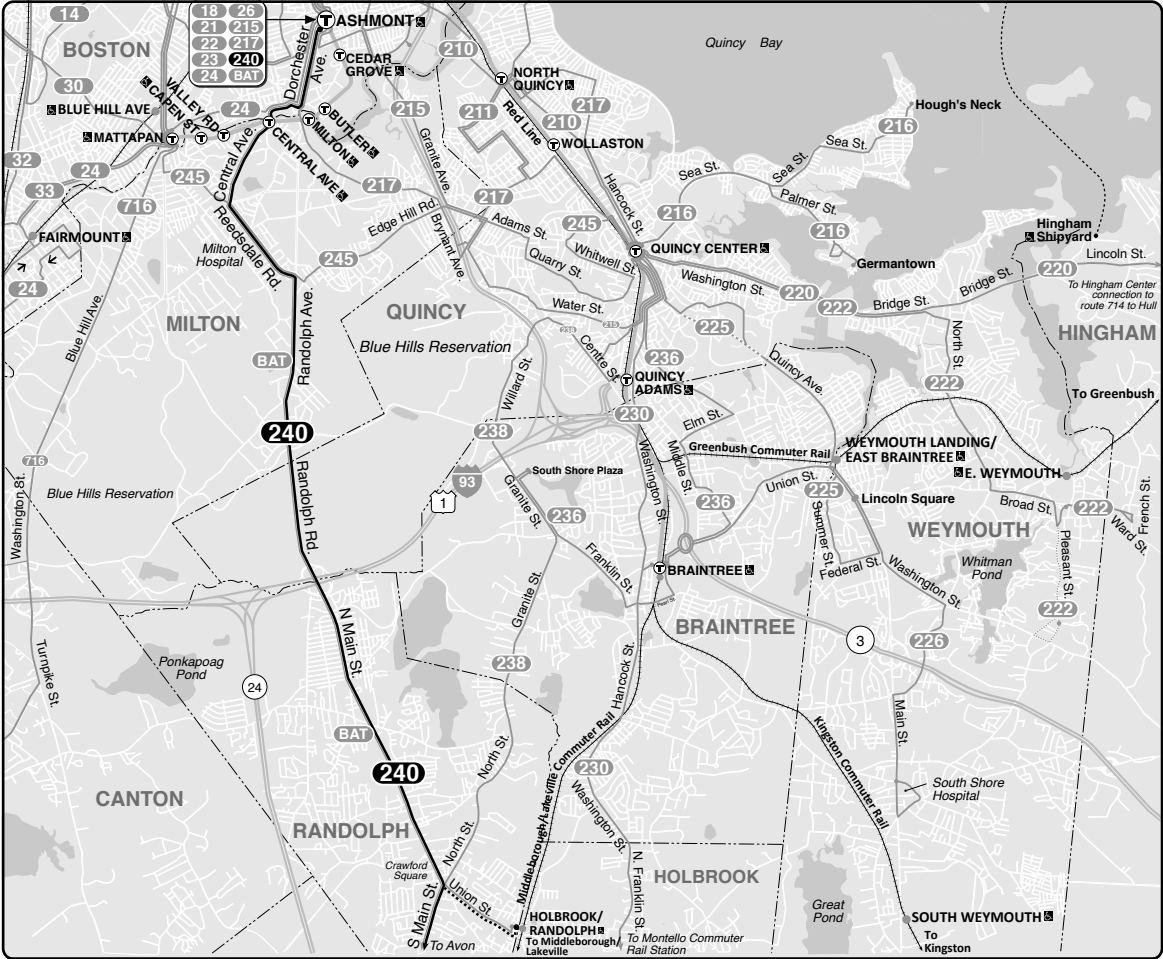 14
18 26
21 215
22 217
23 240
24 BAT
ASHMONT
BOSTON
Dorchester
Ave.
CEDAR
GROVE
210
NORTH
QUINCY
Quincy Bay
30
BLUE HILL AVE
CAPEN ST
VALLEY RD
24
215
211
Red Line
217
210
Hough's Neck
216
BUTLER
MILTON
CENTRAL AVE
MATTAPAN
WOLLASTON
Sea St.
Sea St.
Sea St.
32
24
33
245
716
Central Ave.
Granite Ave.
217
217
Hancock St.
Palmer St.
216
216
FAIRMOUNT
24
Reedsdale Rd.
Milton
Hospital
Edge Hill Rd.
245
Adams St.
Brynant Ave.
Quarry St.
245
Whitwell St.
QUINCY CENTER
Germantown
Hingham
Shipyard
Lincoln St.
220
To Hingham Center
connection to
route 714 to Hull
Washington St.
220
222
Bridge St.
Bridge St.
HINGHAM
Blue Hill Ave.
MILTON
QUINCY
Blue Hills Reservation
Water St.
238
215
225
North St.
BAT
Randolph Ave.
Willard St.
Centre St.
236
Quincy Ave.
QUINCY
ADAMS
222
To Greenbush
240
238
230
Elm St.
Greenbush Commuter Rail
WEYMOUTH LANDING/
EAST BRAINTREE
E. WEYMOUTH
716
Washington St.
Blue Hills Reservation
Randolph Rd.
93
1
South Shore Plaza
Granite St.
236
Washington St.
Middle St.
236
Union St.
225
Lincoln Square
Broad St.
222
French St.
Ward St.
WEYMOUTH
Summer St.
Federal St.
Washington St.
Whitman
Pond
Pleasant St.
222
Franklin St.
BRAINTREE
Pearl St.
Granite St.
N Main St.
BRAINTREE
3
226
Turnpike St.
Ponkapoag
Pond
24
238
Hancock St.
Main St.
BAT
240
North St.
Middleborough/Lakeville Commuter Rail
230
Kingston Commuter Rail
South Shore
Hospital
CANTON
RANDOLPH
Washington St.
Crawford
Square
North St.
Union St.
S Main St.
To Avon
HOLBROOK/
RANDOLPH
To Middleborough/
Lakeville
N. Franklin St.
To Montello Commuter
Rail Station
HOLBROOK
Great
Pond
SOUTH WEYMOUTH
To
Kingston